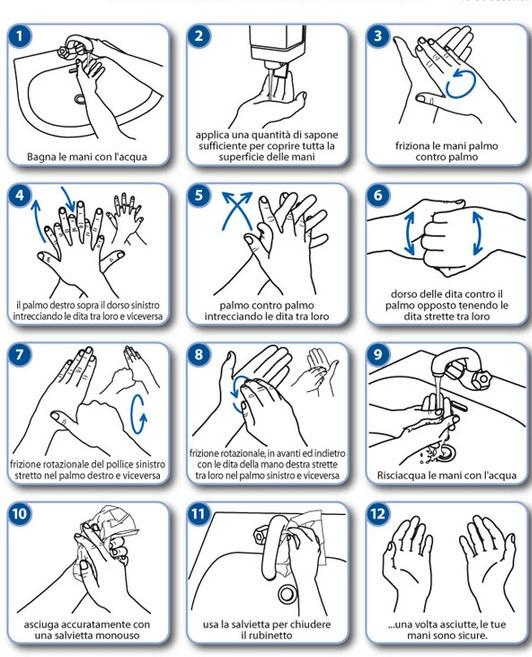 1
Bagna le mani con l'acqua
2
applica una quantità di sapone
sufficiente per coprire tutta la
superficie delle mani
3
friziona le mani palmo
contro palmo
4
il palmo destro sopra il dorso sinistro
intrecciando le dita tra loro e viceversa
5
palmo contro palmo
intrecciando le dita tra loro
6
dorso delle dita contro il
palmo opposto tenendo le
dita strette tra loro
7
frizione rotazionale del pollice sinistro
stretto nel palmo destro e viceversa
8
frizione rotazionale, in avanti ed indietro
con le dita della mano destra strette
tra loro nel palmo sinistro e viceversa
9
Risciacqua le mani con l'acqua
10
asciuga accuratamente con
una salvietta monouso
11
usa la salvietta per chiudere
il rubinetto
12
...una volta asciutte, le tue
mani sono sicure.